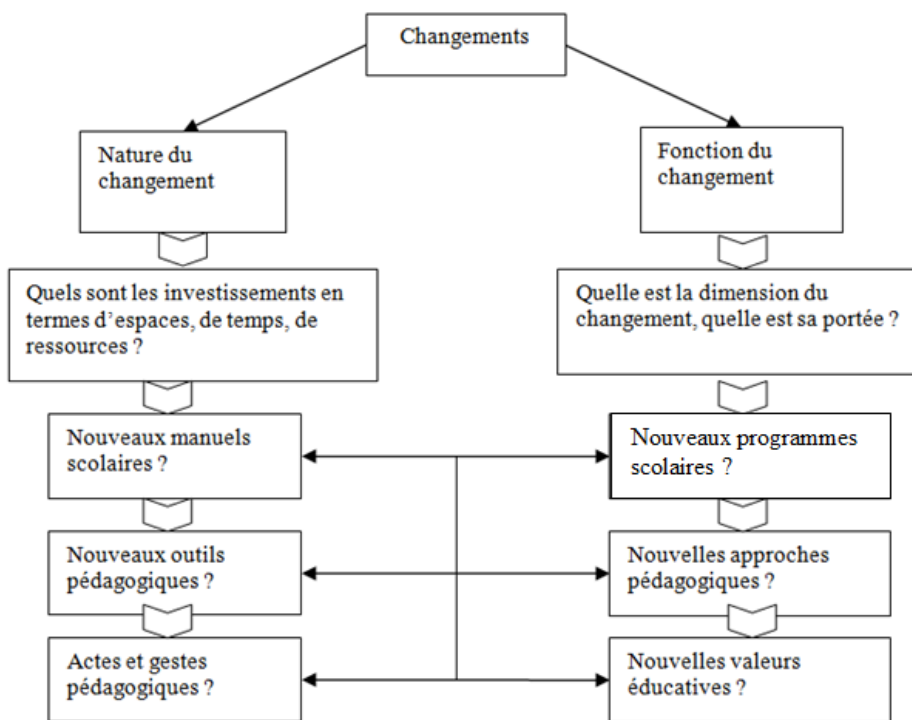 Changements
Nature du
changement
Fonction du
changement
Quels sont les investissements en
termes d’espaces, de temps, de
ressources ?
Quelle est la dimension du
changement, quelle est sa portée ?
Nouveaux manuels
scolaires ?
Nouveaux programmes
scolaires ?
Nouveaux outils
pédagogiques ?
Nouvelles approches
pédagogiques ?
Actes et gestes
pédagogiques ?
Nouvelles valeurs
éducatives ?